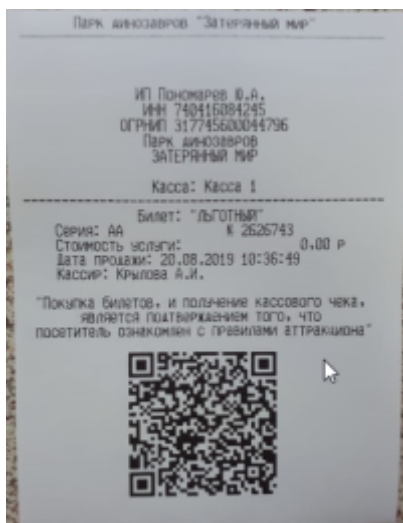 Парк динозавров "Затерянный мир"
ИП Пономарев Ю.А.
ИНН 740416084245
ОГРНИП 317745600044796
Парк динозавров
ЗАТЕРЯННЫЙ МИР
Касса: Касса 1
Билет: "ЛЬГОТНЫЙ"
Серия: АА № 2626743
Стоимость услуги: 0.00 р
Дата продажи: 20.08.2019 10:36:49
Кассир: Крылова А.И.
"Покупка билетов, и получение кассового чека,
является подтверждением того, что
посетитель ознакомлен с правилами аттракциона"